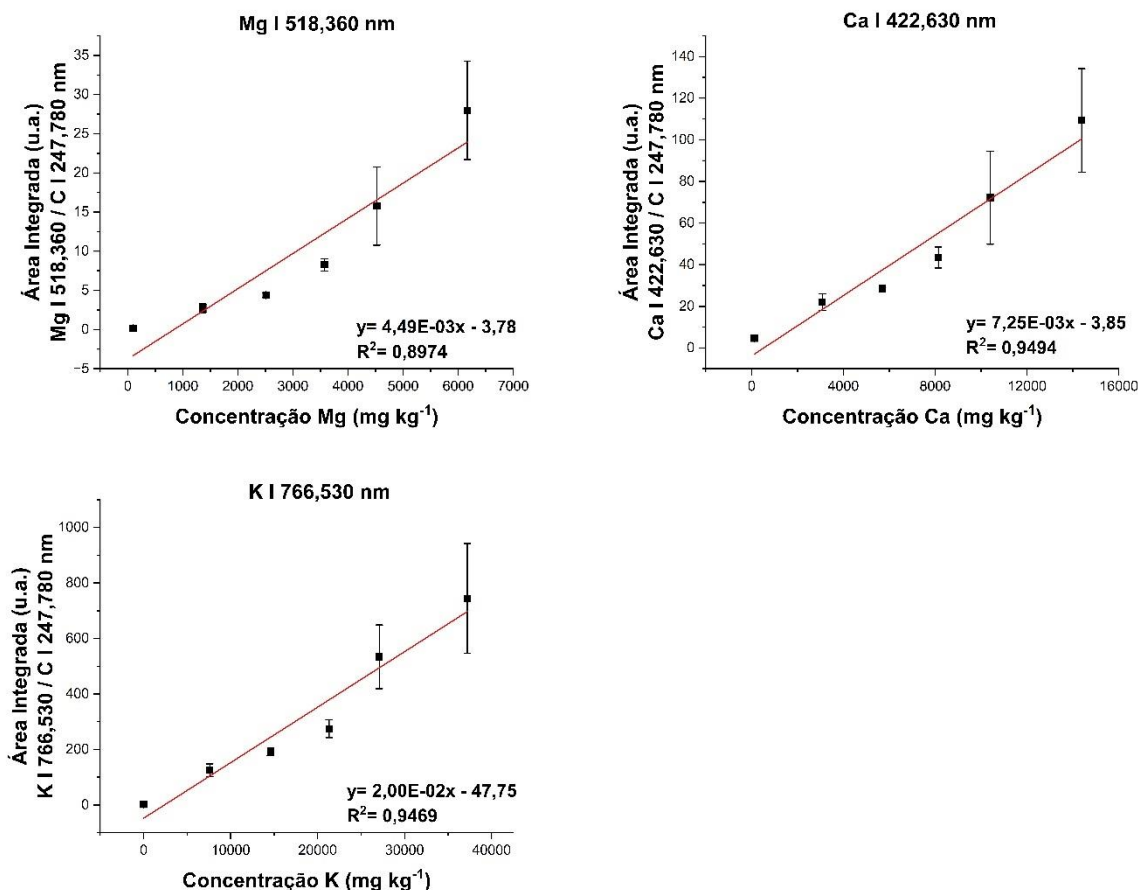 Mg I 518,360 nm
Área Integrada (u.a.)
Mg I 518,360 / C I 247,780 nm
35
30
25
20
15
10
5
0
−5
y= 4,49E-03x - 3,78
R²= 0,8974
0 1000 2000 3000 4000 5000 6000 7000
Concentração Mg (mg kg⁻¹)
Ca I 422,630 nm
Área Integrada (u.a.)
Ca I 422,630 / C I 247,780 nm
140
120
100
80
60
40
20
0
y= 7,25E-03x - 3,85
R²= 0,9494
0 4000 8000 12000 16000
Concentração Ca (mg kg⁻¹)
K I 766,530 nm
Área Integrada (u.a.)
K I 766,530 / C I 247,780 nm
1000
800
600
400
200
0
y= 2,00E-02x - 47,75
R²= 0,9469
0 10000 20000 30000 40000
Concentração K (mg kg⁻¹)